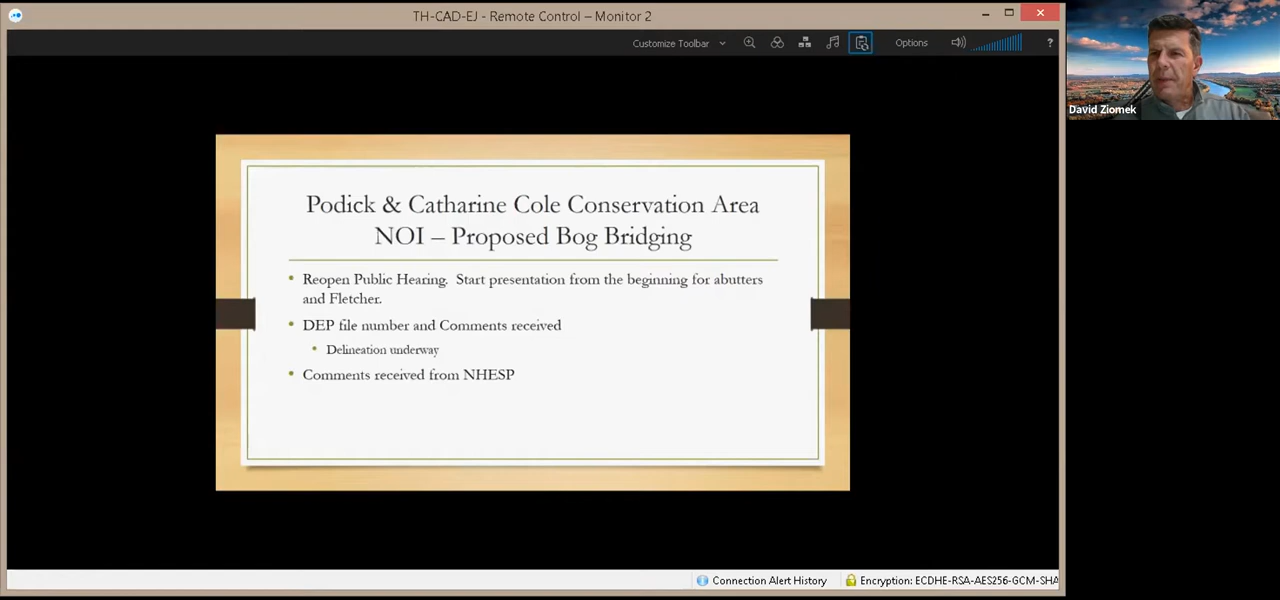 TH-CAD-EJ - Remote Control – Monitor 2
Customize Toolbar
Options
?
David Ziomek
Podick & Catharine Cole Conservation Area
NOI – Proposed Bog Bridging
• Reopen Public Hearing. Start presentation from the beginning for abutters
and Fletcher.
• DEP file number and Comments received
• Delineation underway
• Comments received from NHESP
Connection Alert History
Encryption: ECDHE-RSA-AES256-GCM-SHA